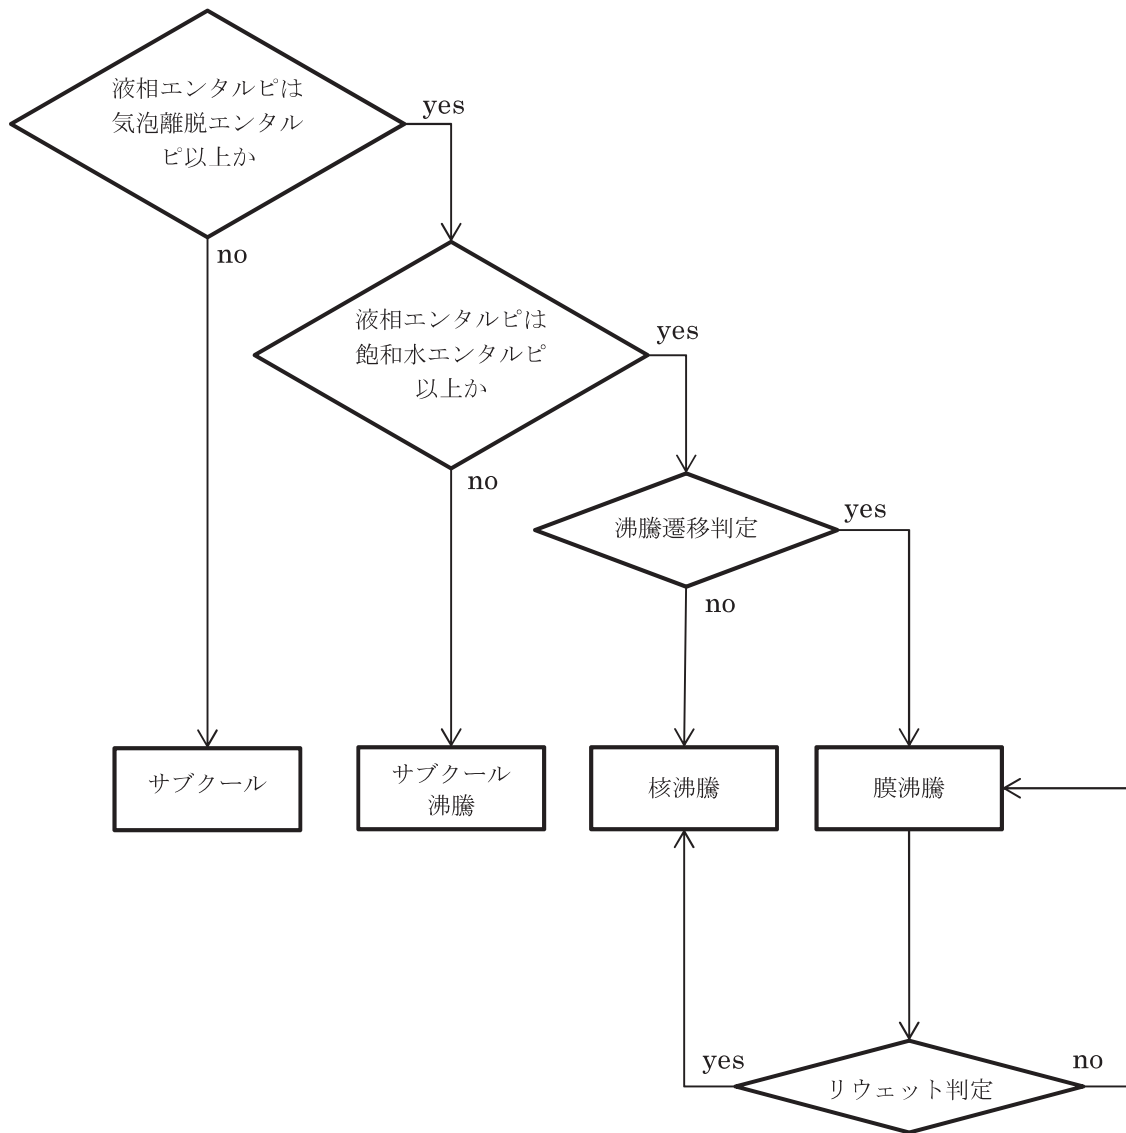 液相エンタルピは
気泡離脱エンタル
ピ以上か
yes
no
液相エンタルピは
飽和水エンタルピ
以上か
yes
no
沸騰遷移判定
yes
no
サブクール
サブクール
沸騰
核沸騰
膜沸騰
yes
リウェット判定
no